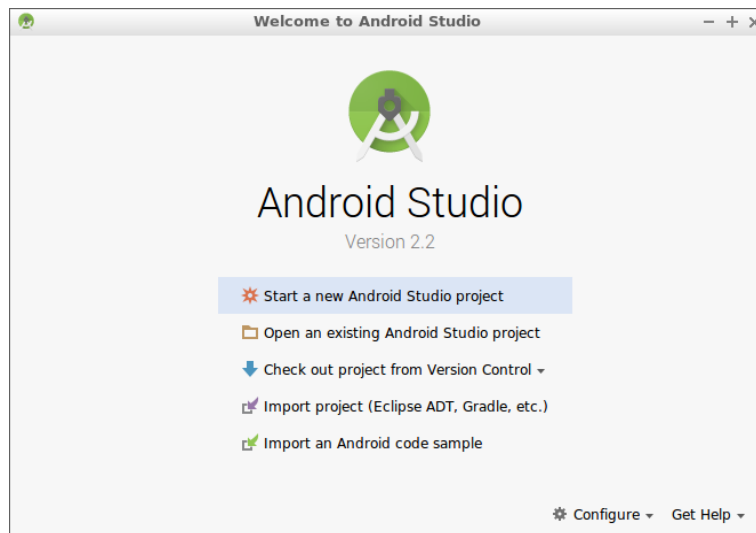 Welcome to Android Studio
Android Studio
Version 2.2
Start a new Android Studio project
Open an existing Android Studio project
Check out project from Version Control
Import project (Eclipse ADT, Gradle, etc.)
Import an Android code sample
Configure Get Help